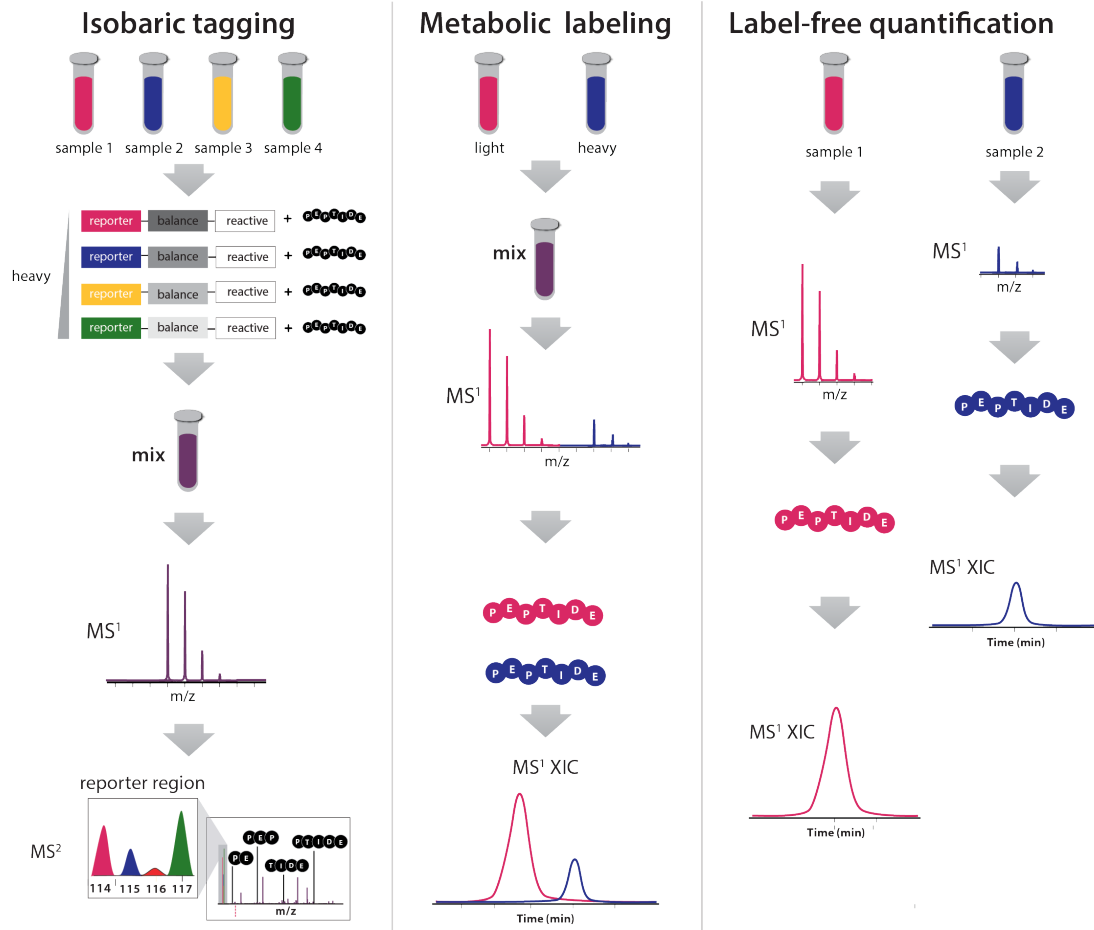 Isobaric tagging
sample 1 sample 2 sample 3 sample 4
heavy
reporter balance reactive + PEPTIDE
reporter balance reactive + PEPTIDE
reporter balance reactive + PEPTIDE
reporter balance reactive + PEPTIDE
mix
MS¹
m/z
reporter region
MS²
114 115 116 117
PEP
PTIDE
PE
TIDE
m/z
Metabolic labeling
light heavy
mix
MS¹
m/z
PEPTIDE
PEPTIDE
MS¹ XIC
Time (min)
Label-free quantification
sample 1
MS¹
m/z
PEPTIDE
MS¹ XIC
Time (min)
sample 2
MS¹
m/z
PEPTIDE
MS¹ XIC
Time (min)